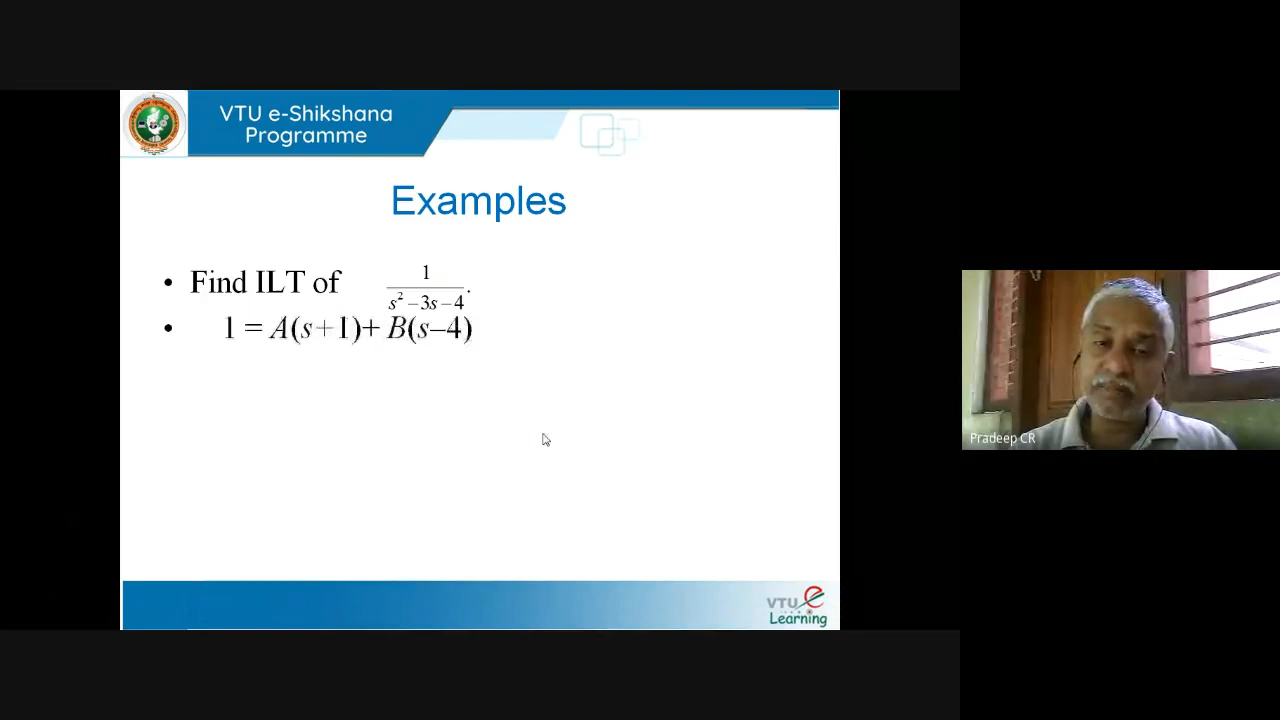 VTU e-Shikshana
Programme
Examples
• Find ILT of 1/(s² – 3s – 4).
• 1 = A(s+1)+ B(s–4)
Pradeep CR
VTU e
Learning